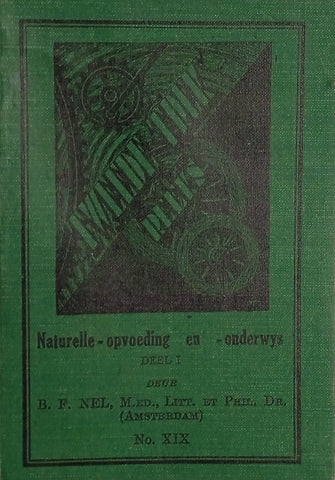 TWEEDE TREK
REEKS
Naturelle-opvoeding en -onderwys
DEEL I
DEUR
B. F. NEL, M.ED., LITT. ET PHIL. DR.
(AMSTERDAM)
No. XIX